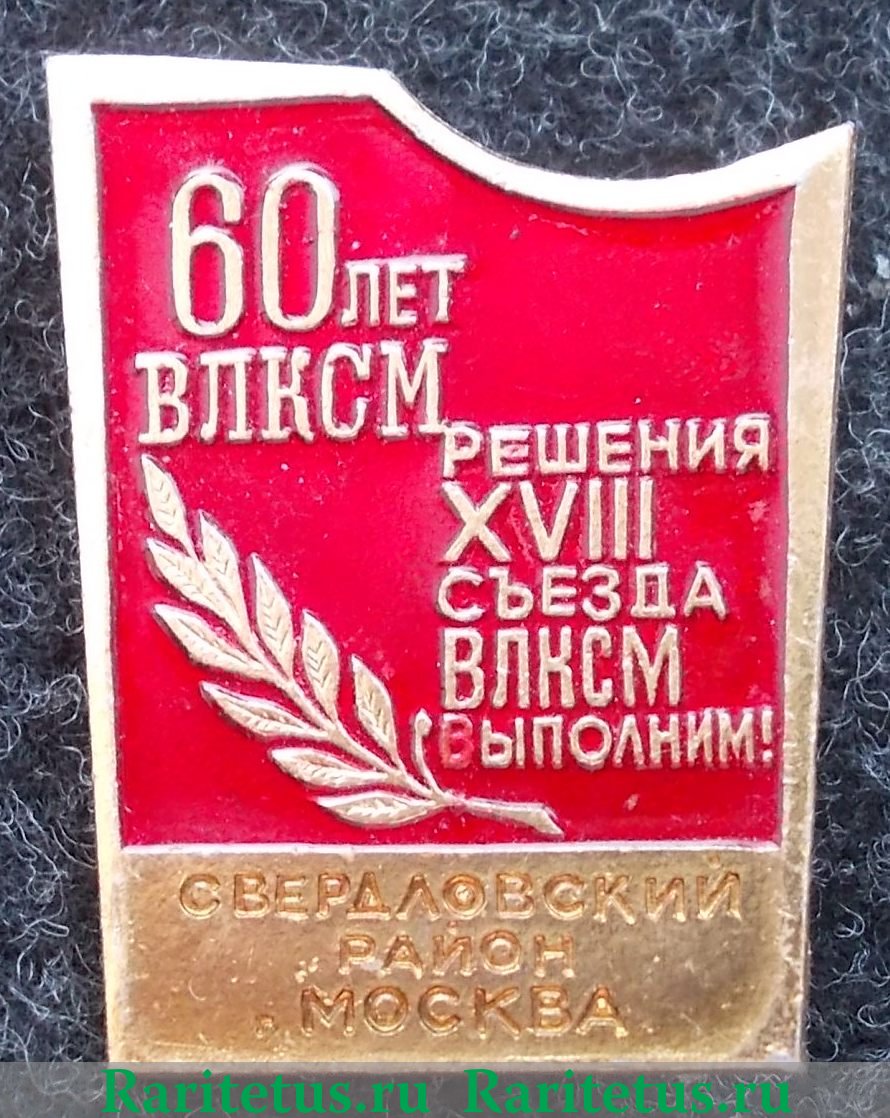 60 ЛЕТ
ВЛКСМ
РЕШЕНИЯ
XVIII
СЪЕЗДА
ВЛКСМ
ВЫПОЛНИМ!
СВЕРДЛОВСКИЙ
РАЙОН
МОСКВА
Raritetus.ru Raritetus.ru